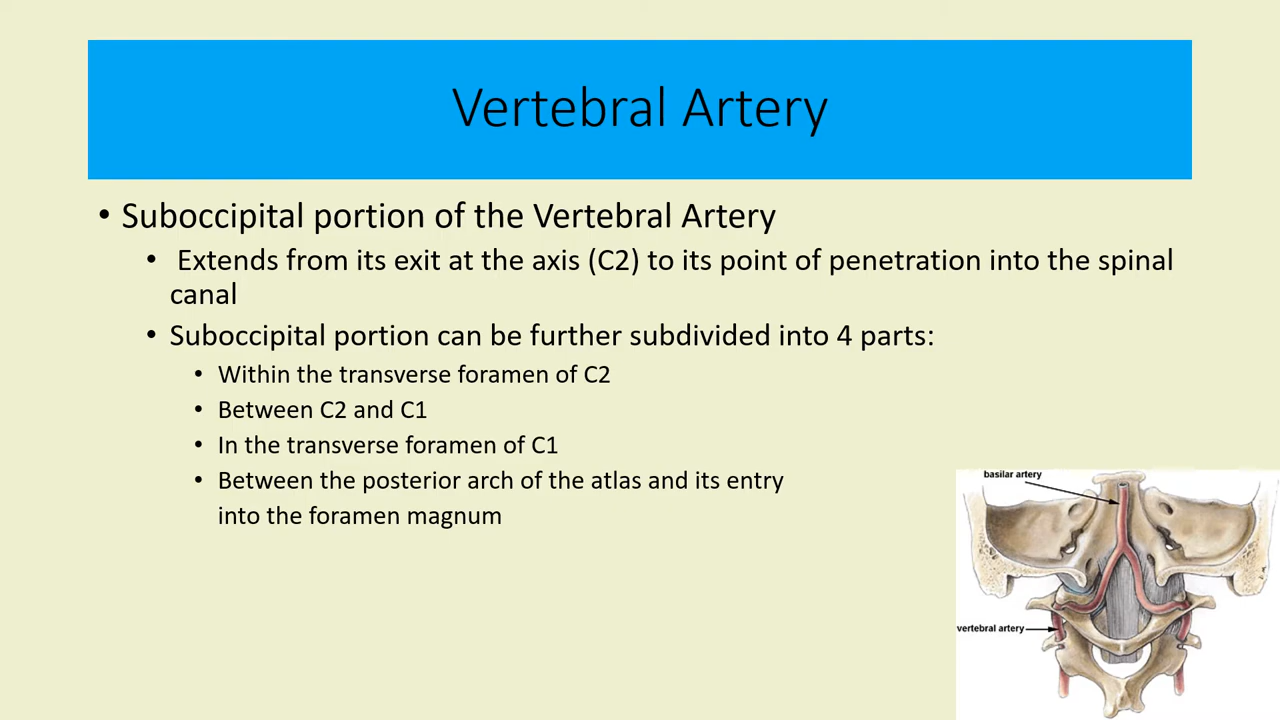 Vertebral Artery
• Suboccipital portion of the Vertebral Artery
• Extends from its exit at the axis (C2) to its point of penetration into the spinal
canal
• Suboccipital portion can be further subdivided into 4 parts:
• Within the transverse foramen of C2
• Between C2 and C1
• In the transverse foramen of C1
• Between the posterior arch of the atlas and its entry
into the foramen magnum
basilar artery
vertebral artery